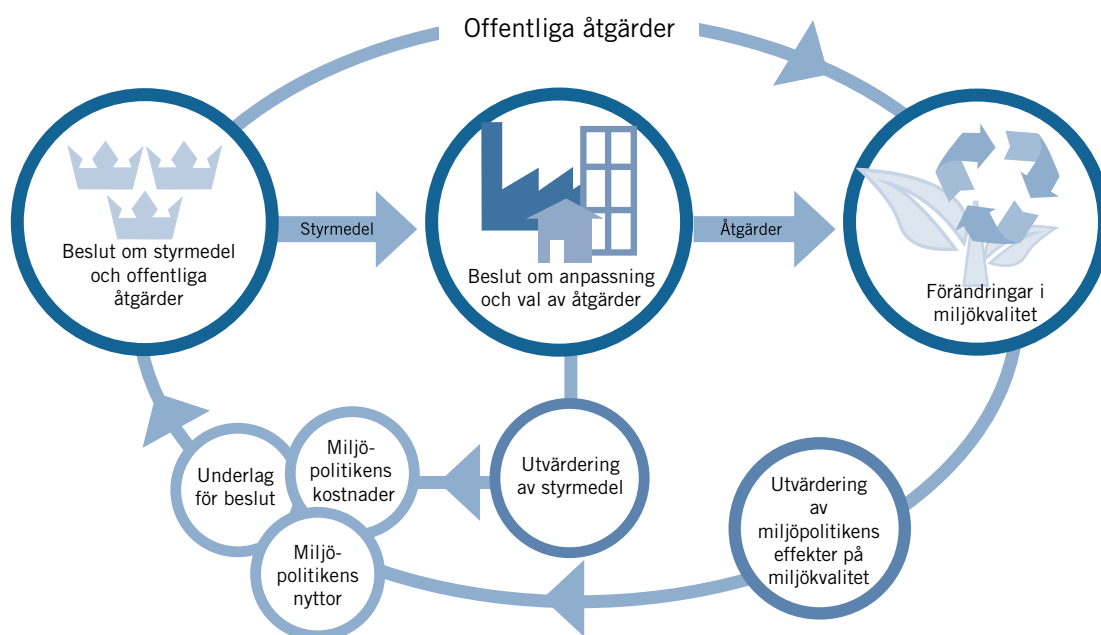 Offentliga åtgärder
Beslut om styrmedel
och offentliga
åtgärder
Styrmedel
Beslut om anpassning
och val av åtgärder
Åtgärder
Förändringar i
miljökvalitet
Underlag
för beslut
Miljö-
politikens
kostnader
Miljö-
politikens
nyttor
Utvärdering
av styrmedel
Utvärdering
av
miljöpolitikens
effekter på
miljökvalitet